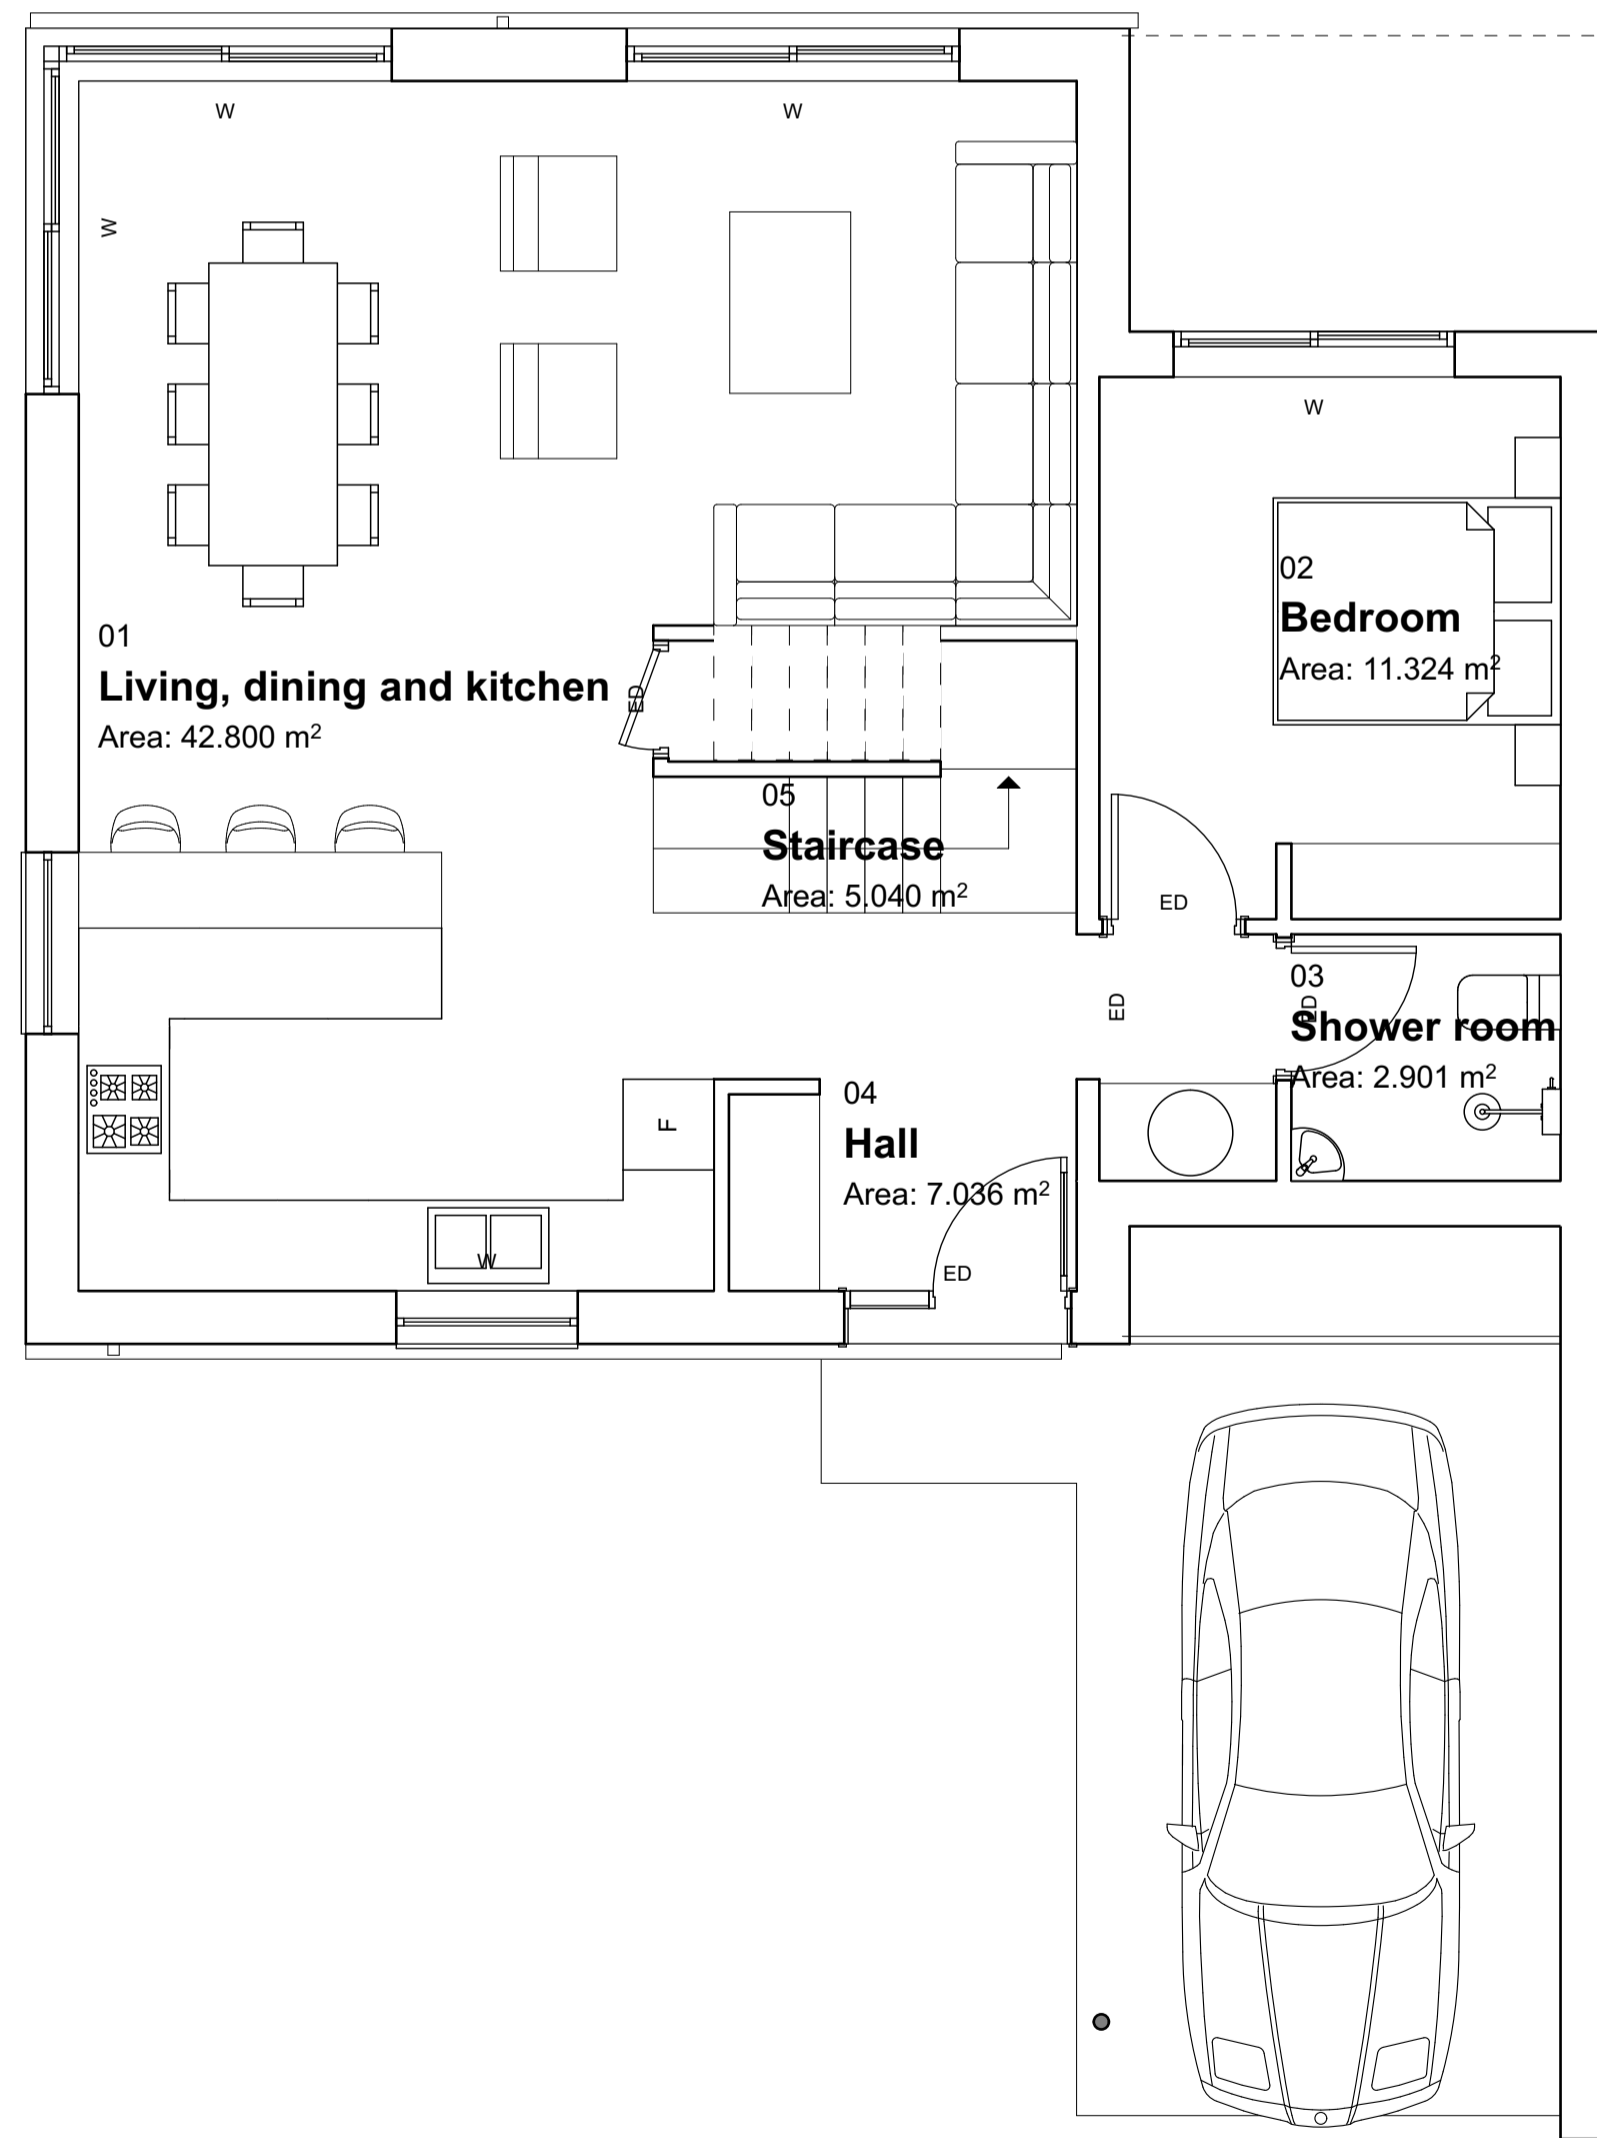 W
W
W
W
02
Bedroom
Area: 11.324 m²
01
Living, dining and kitchen
Area: 42.800 m²
ED
05
Staircase
Area: 5.040 m²
ED
03
ED
ED
Shower room
Area: 2.901 m²
04
Hall
Area: 7.036 m²
F
W
ED